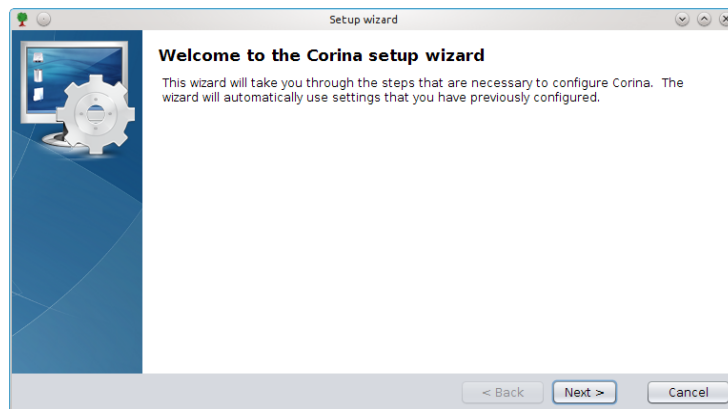 Setup wizard
Welcome to the Corina setup wizard
This wizard will take you through the steps that are necessary to configure Corina.  The
wizard will automatically use settings that you have previously configured.
< Back Next > Cancel